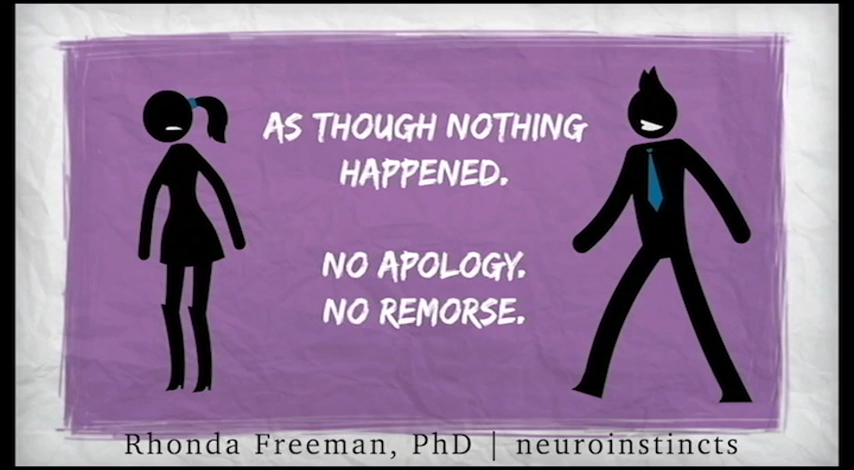 AS THOUGH NOTHING
HAPPENED.
NO APOLOGY.
NO REMORSE.
Rhonda Freeman, PhD | neuroinstincts